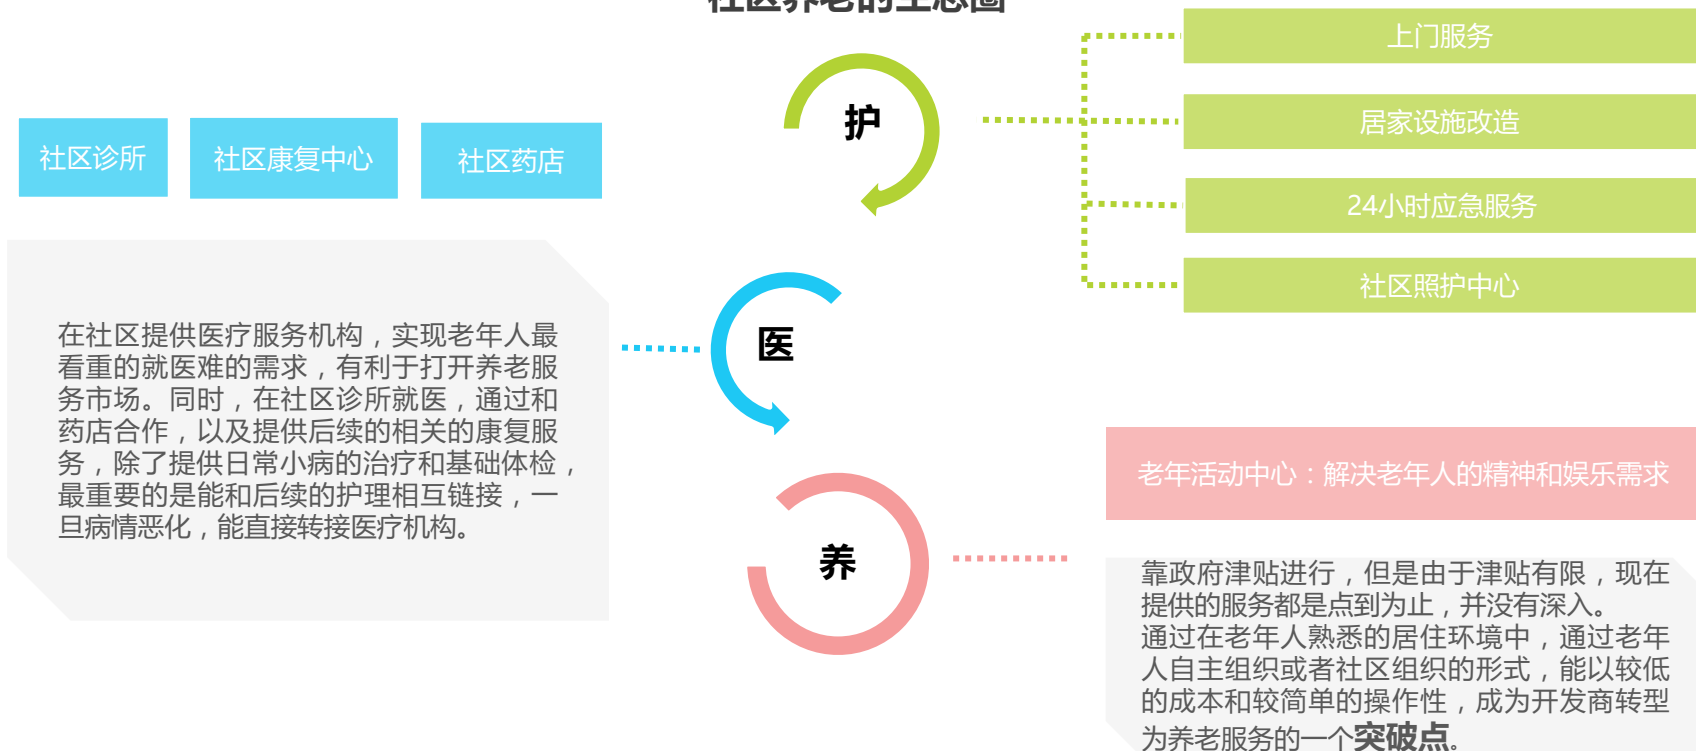 社区养老的生态圈
护
上门服务
居家设施改造
24小时应急服务
社区照护中心
社区诊所
社区康复中心
社区药店
医
在社区提供医疗服务机构，实现老年人最
看重的就医难的需求，有利于打开养老服
务市场。同时，在社区诊所就医，通过和
药店合作，以及提供后续的相关的康复服
务，除了提供日常小病的治疗和基础体检，
最重要的是能和后续的护理相互链接，一
旦病情恶化，能直接转接医疗机构。
养
老年活动中心：解决老年人的精神和娱乐需求
靠政府津贴进行，但是由于津贴有限，现在
提供的服务都是点到为止，并没有深入。
通过在老年人熟悉的居住环境中，通过老年
人自主组织或者社区组织的形式，能以较低
的成本和较简单的操作性，成为开发商转型
为养老服务的一个突破点.